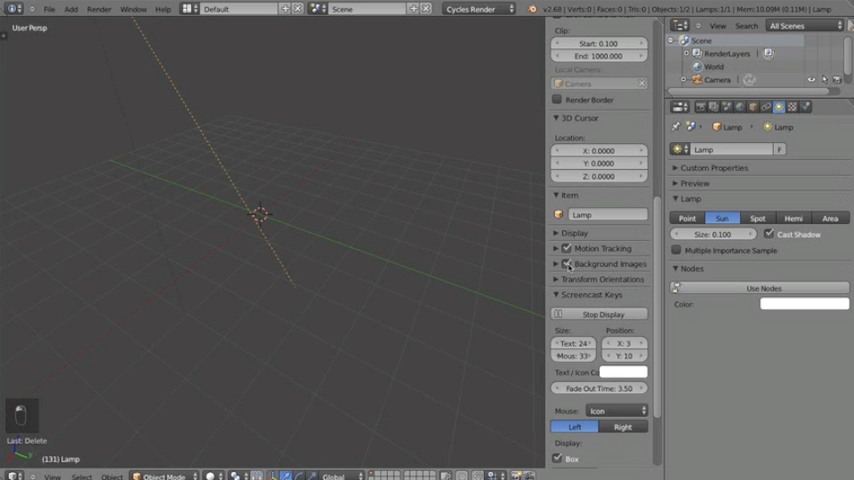 File Add Render Window Help Default Scene Cycles Render v2.68 | Verts:0 | Faces:0 | Tris:0 | Objects:1/2 | Lamps:1/1 | Mem:10.09M (0.11M) | Lamp
User Persp
Last: Delete
(131) Lamp
View Select Add Object Object Mode Global
Clip:
Start: 0.100
End: 1000.000
Local Camera:
Camera
Render Border
3D Cursor
Location:
X: 0.0000
Y: 0.0000
Z: 0.0000
Item
Lamp
Display
Motion Tracking
Background Images
Transform Orientations
Screencast Keys
Stop Display
Size: Position:
Text: 24 X: 3
Mous: 33 Y: 10
Text / Icon Co
Fade Out Time: 3.50
Mouse: Icon
Left Right
Display:
Box
View Search All Scenes
Scene
RenderLayers
World
Camera
Lamp Lamp
Lamp F
Custom Properties
Preview
Lamp
Point Sun Spot Hemi Area
Size: 0.100 Cast Shadow
Multiple Importance Sample
Nodes
Use Nodes
Color: